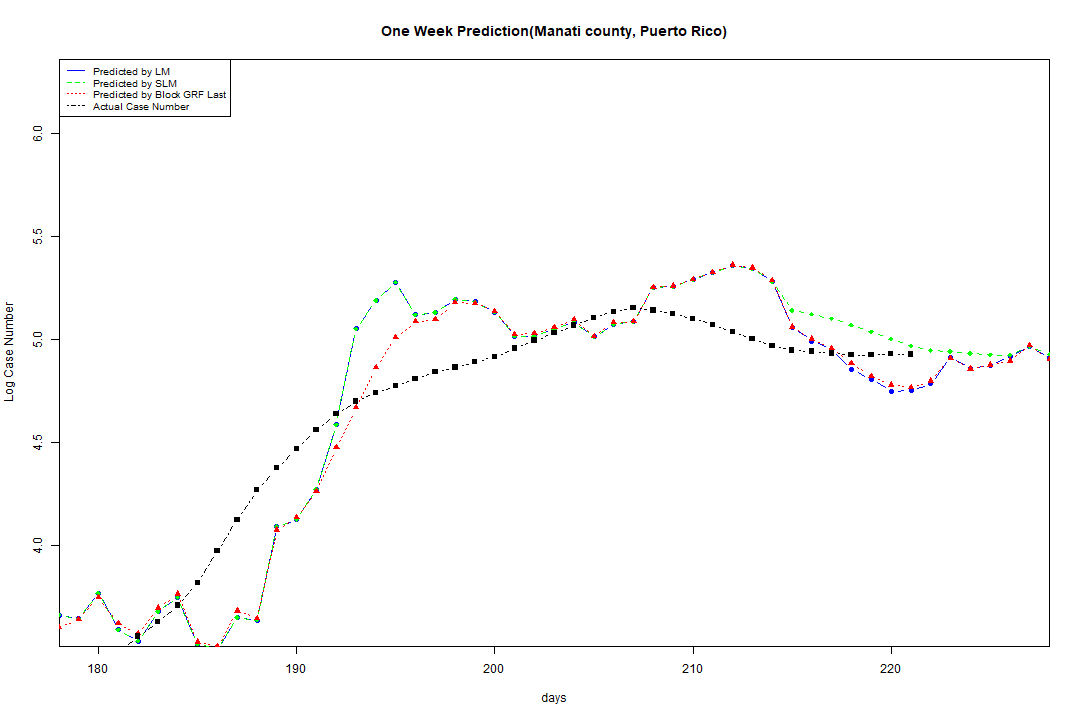 One Week Prediction(Manati county, Puerto Rico)
Predicted by LM
Predicted by SLM
Predicted by Block GRF Last
Actual Case Number
6.0
5.5
5.0
4.5
4.0
Log Case Number
180 190 200 210 220
days